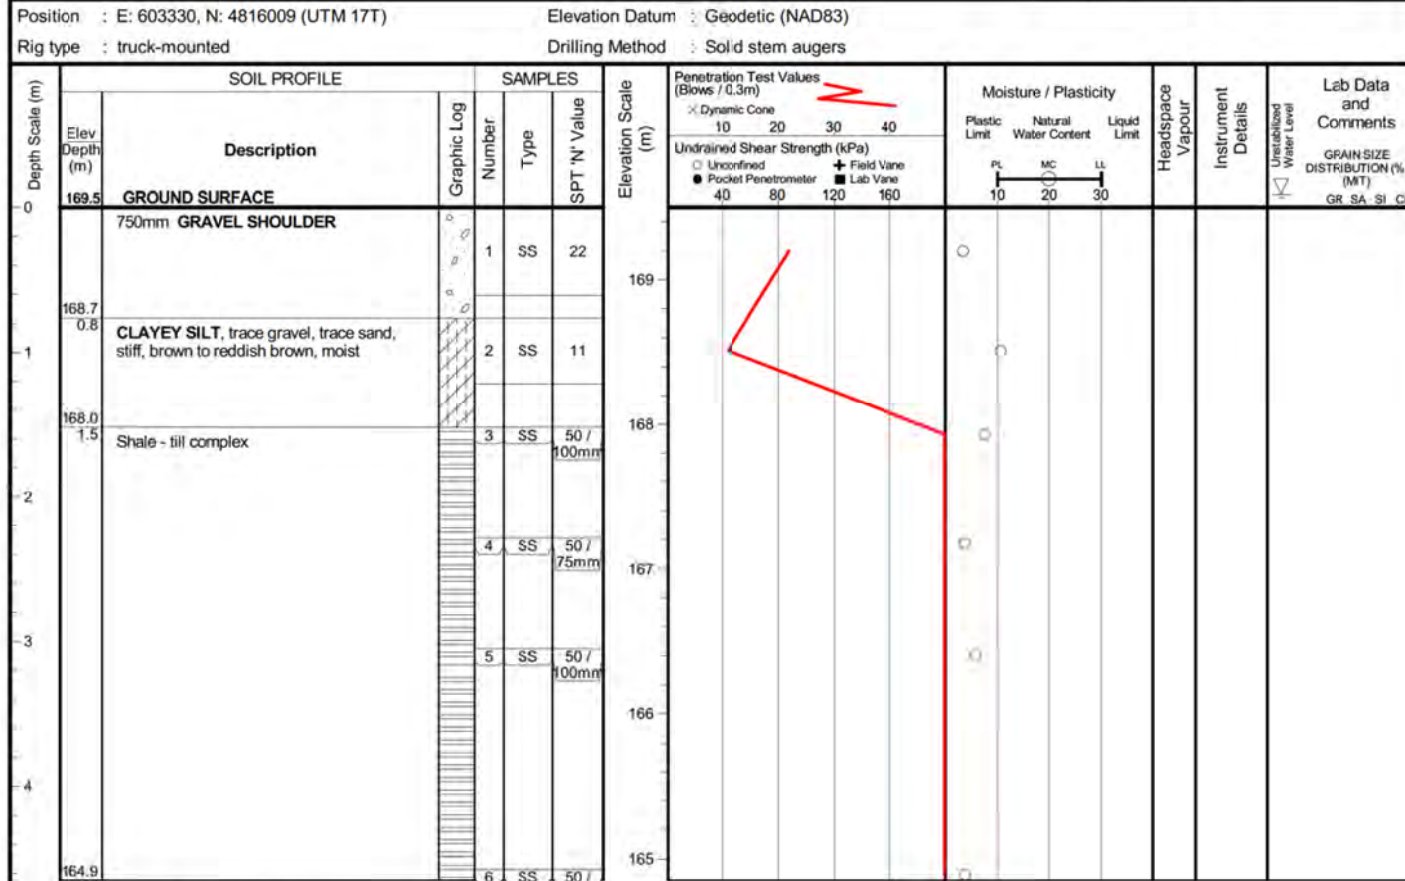 Position : E: 603330, N: 4816009 (UTM 17T) Elevation Datum : Geodetic (NAD83)
Rig type : truck-mounted Drilling Method : Solid stem augers
Depth Scale (m)
SOIL PROFILE
Elev
Depth
(m)
Description
169.5 GROUND SURFACE
Graphic Log
SAMPLES
Number
Type
SPT 'N' Value
Elevation Scale
(m)
Penetration Test Values
(Blows / 0.3m)
X Dynamic Cone
10 20 30 40
Undrained Shear Strength (kPa)
O Unconfined + Field Vane
● Pocket Penetrometer ■ Lab Vane
40 80 120 160
Moisture / Plasticity
Plastic Natural Liquid
Limit Water Content Limit
PL MC LL
10 20 30
Headspace
Vapour
Instrument
Details
Unstabilized
Water Level
Lab Data
and
Comments
GRAIN SIZE
DISTRIBUTION (%
(MIT)
GR SA SI
0
750mm GRAVEL SHOULDER
1 SS 22
169
168.7
0.8
CLAYEY SILT, trace gravel, trace sand,
stiff, brown to reddish brown, moist
1
2 SS 11
168.0
1.5
Shale - till complex
3 SS 50 /
100mm
168
2
4 SS 50 /
75mm
167
3
5 SS 50 /
100mm
166
4
165
164.9
6 SS 50 /